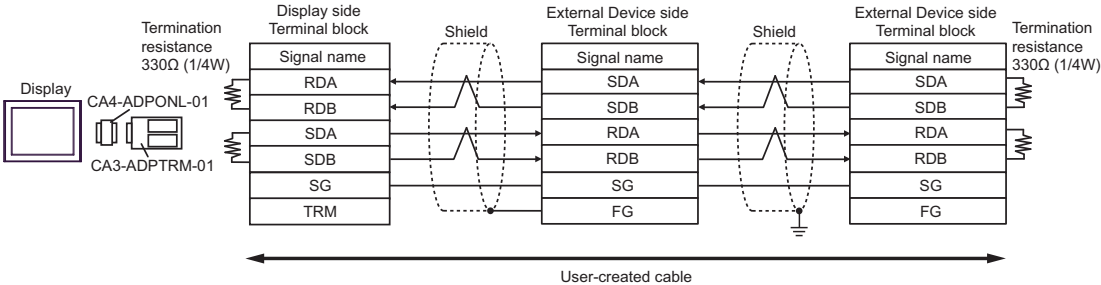 Display side
Terminal block
External Device side
Terminal block
External Device side
Terminal block
Termination
resistance
330Ω (1/4W)
Shield
Shield
Termination
resistance
330Ω (1/4W)
Display
CA4-ADPONL-01
CA3-ADPTRM-01
Signal name
RDA
RDB
SDA
SDB
SG
TRM
Signal name
SDA
SDB
RDA
RDB
SG
FG
Signal name
SDA
SDB
RDA
RDB
SG
FG
User-created cable